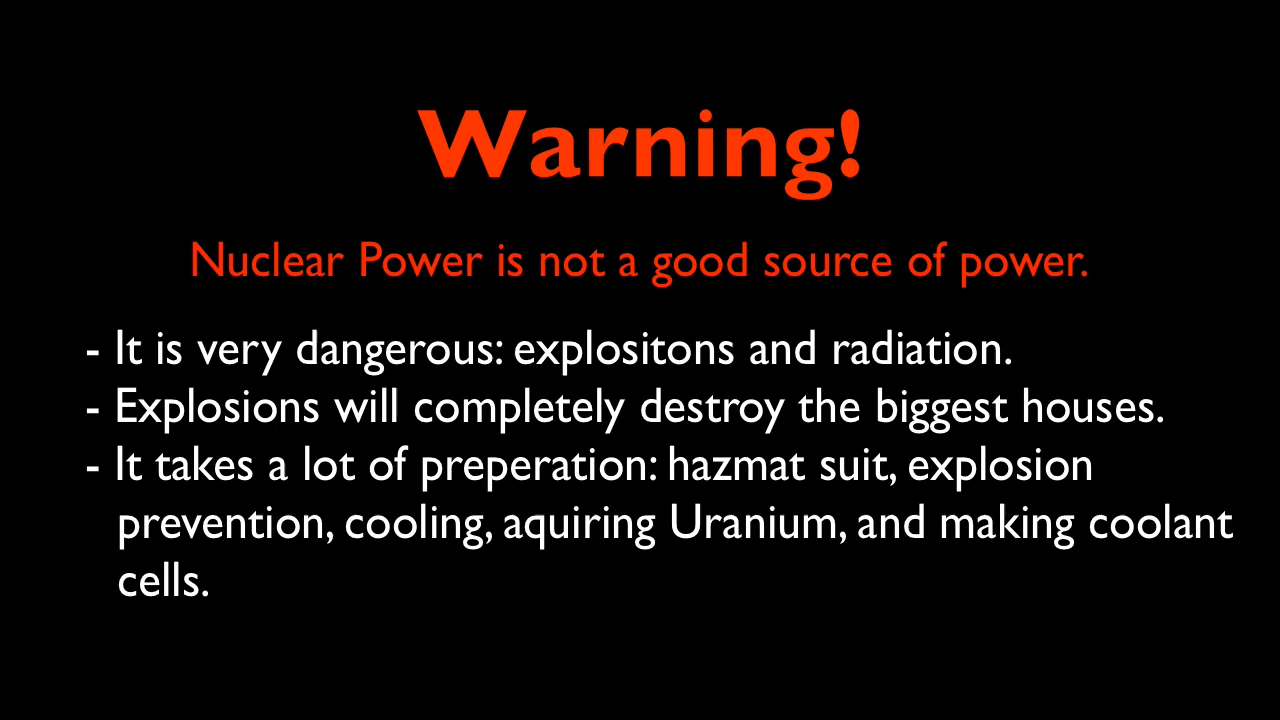 Warning!
Nuclear Power is not a good source of power.
- It is very dangerous: explositons and radiation.
- Explosions will completely destroy the biggest houses.
- It takes a lot of preperation: hazmat suit, explosion
prevention, cooling, aquiring Uranium, and making coolant
cells.